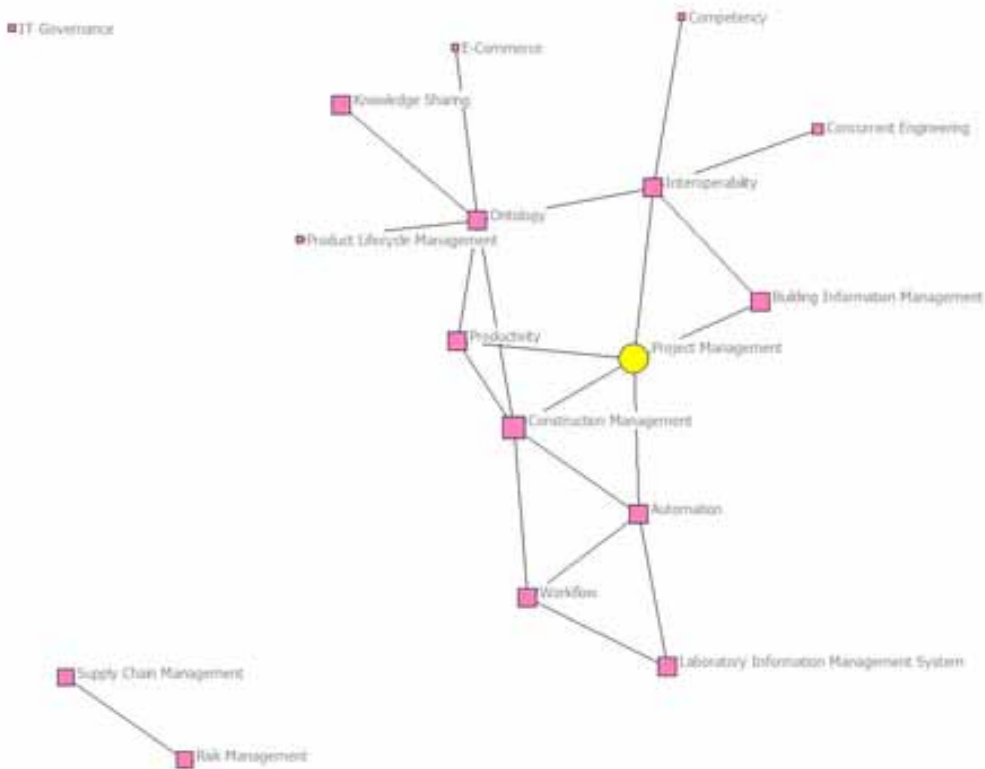 Competency
IT Governance
E-Commerce
Knowledge Sharing
Concurrent Engineering
Interoperability
Ontology
Product Lifecycle Management
Building Information Management
Productivity
Project Management
Construction Management
Automation
Workflow
Laboratory Information Management System
Supply Chain Management
Risk Management